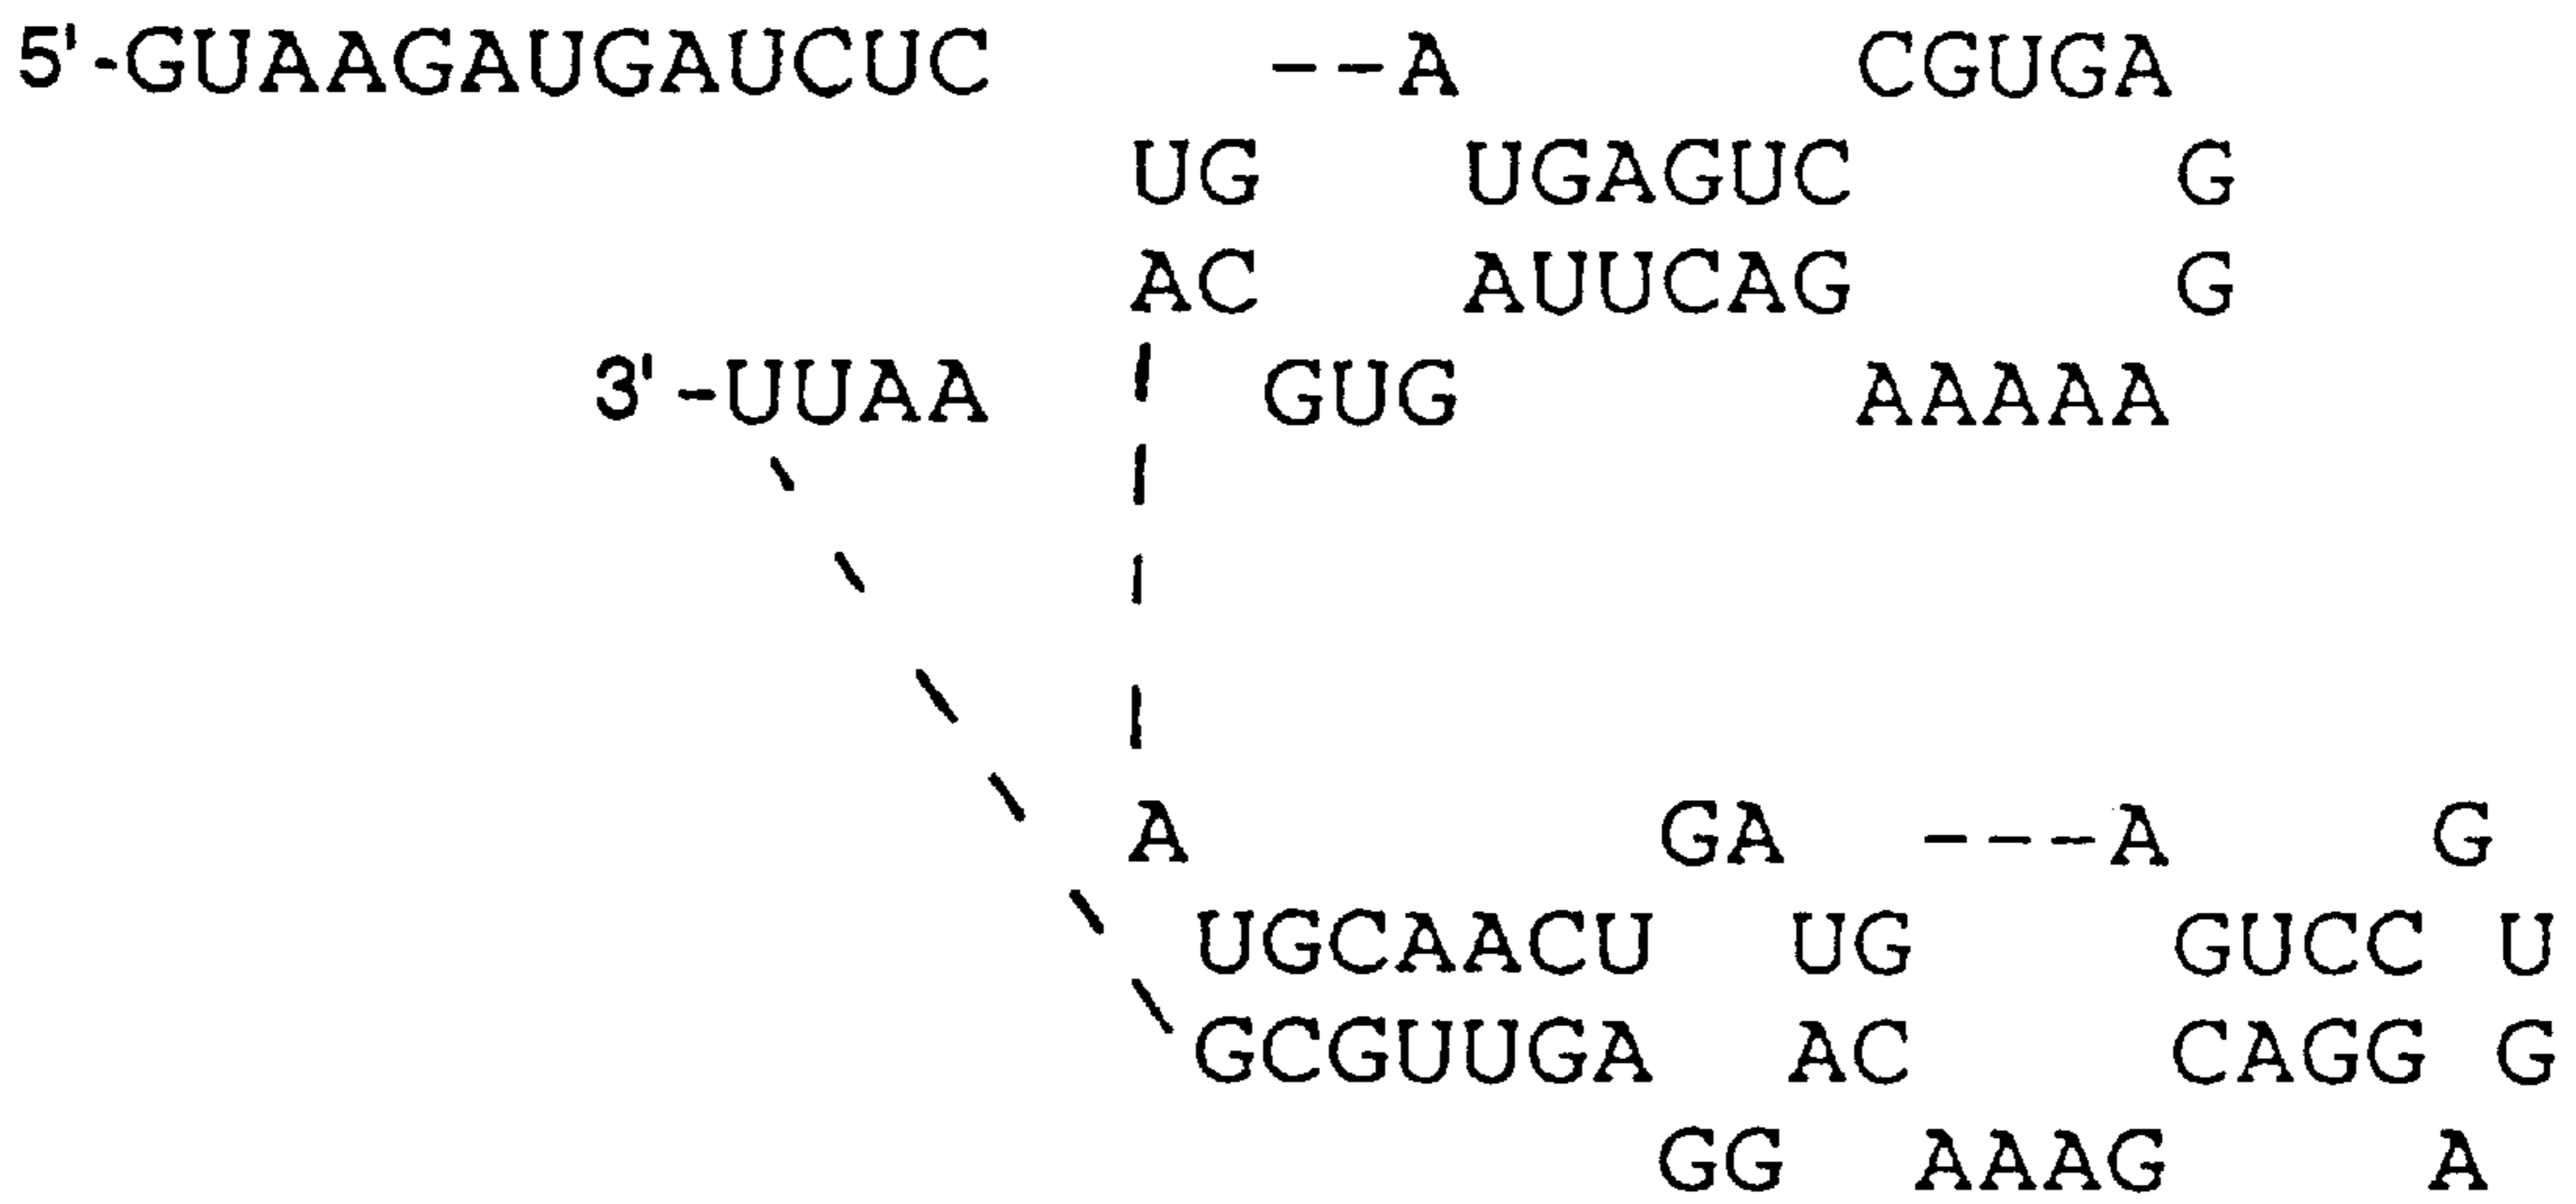 5'-GUAAGAUGAUCUC --A CGUGA
UG UGAGUC G
AC AUUCAG G
3'-UUAA GUG AAAAA
A GA ---A G
UGCAACU UG GUCC U
GCGUUGA AC CAGG G
GG AAAG A